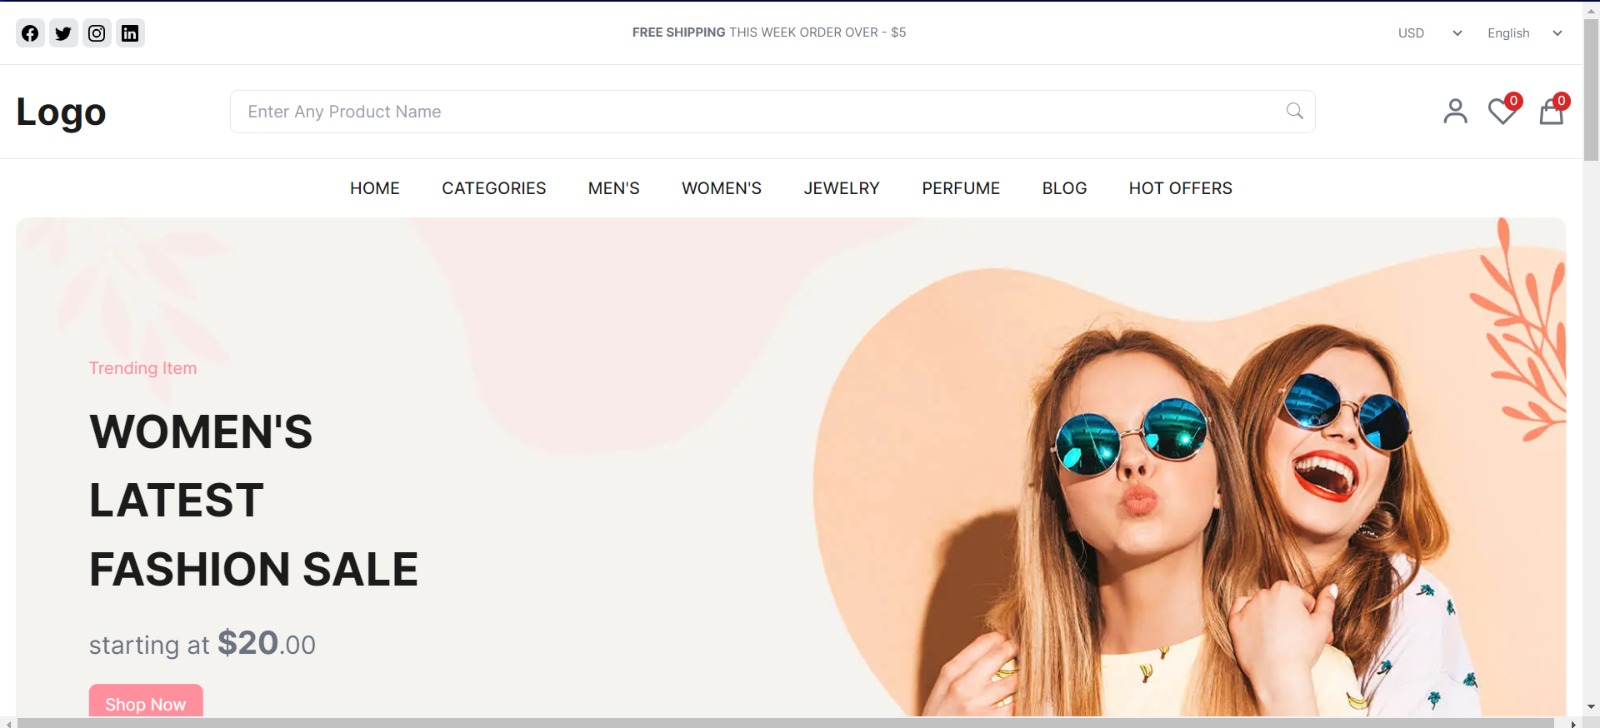 FREE SHIPPING THIS WEEK ORDER OVER - $5
USD
English
Logo
Enter Any Product Name
0
0
HOME
CATEGORIES
MEN'S
WOMEN'S
JEWELRY
PERFUME
BLOG
HOT OFFERS
Trending Item
WOMEN'S
LATEST
FASHION SALE
starting at $20.00
Shop Now